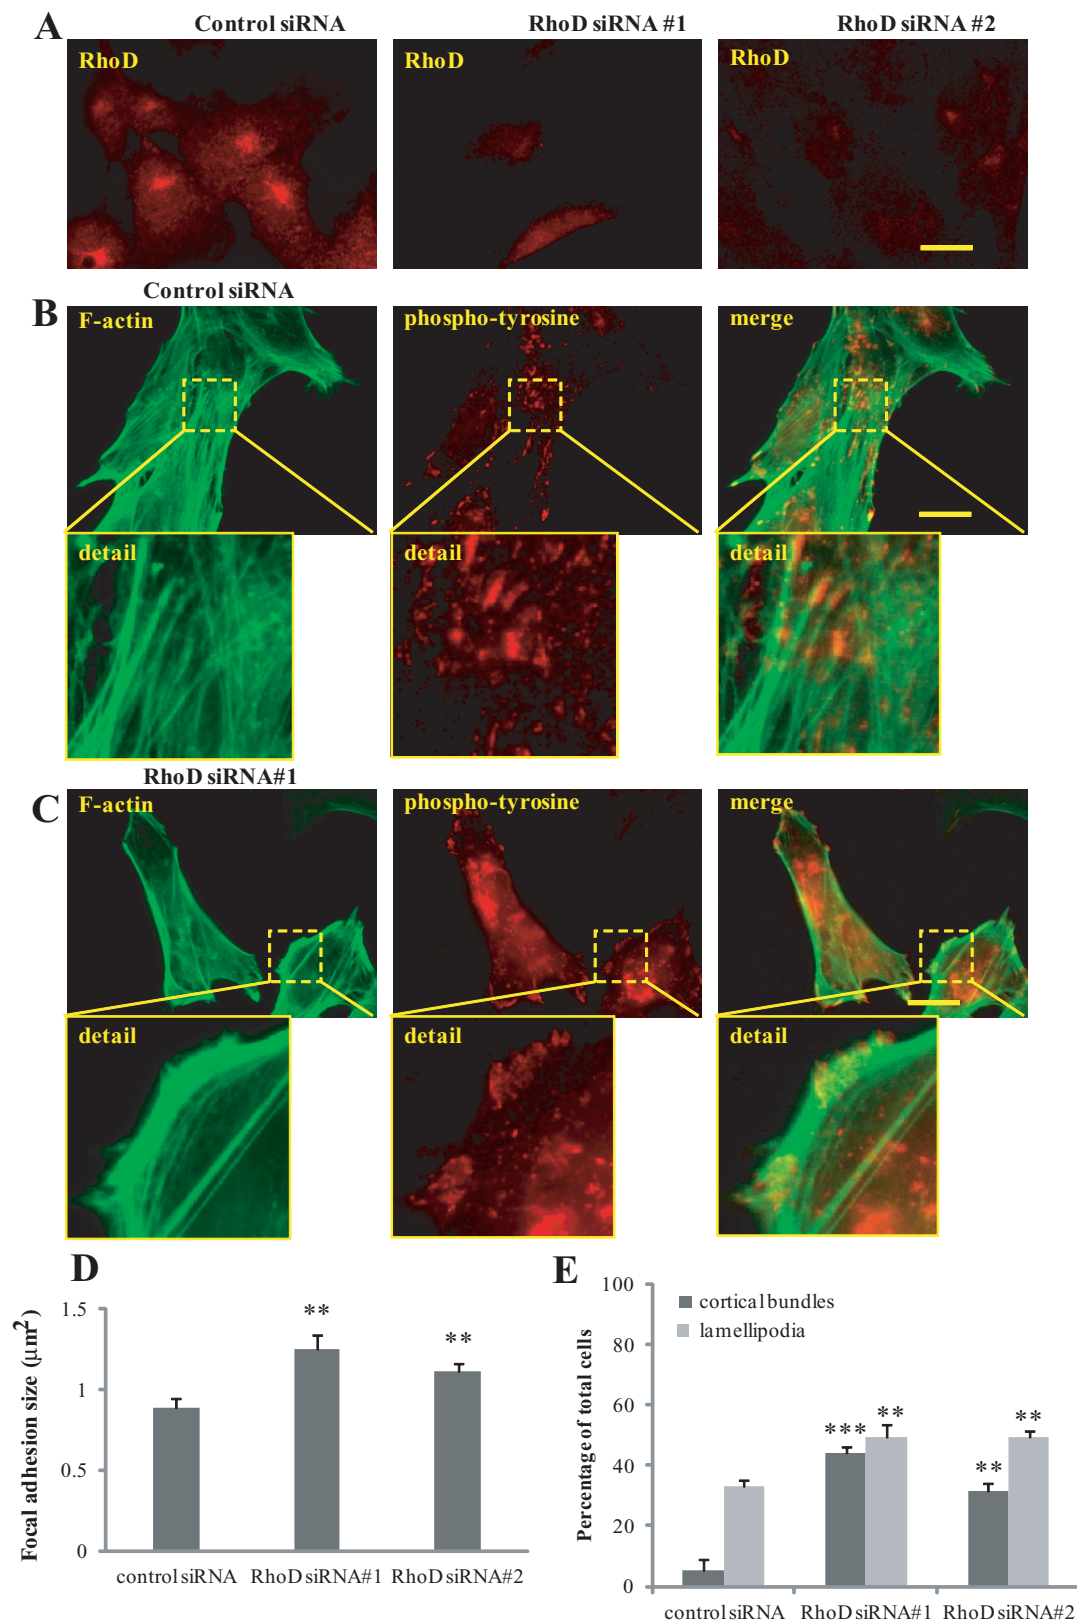 A
Control siRNA
RhoD siRNA #1
RhoD siRNA #2
RhoD
RhoD
RhoD
Control siRNA
B
F-actin
phospho-tyrosine
merge
detail
detail
detail
RhoD siRNA#1
C
F-actin
phospho-tyrosine
merge
detail
detail
detail
D
Focal adhesion size (μm²)
1.5
1
0.5
0
**
**
control siRNA
RhoD siRNA#1
RhoD siRNA#2
E
Percentage of total cells
100
80
60
40
20
0
cortical bundles
lamellipodia
***
**
**
**
control siRNA
RhoD siRNA#1
RhoD siRNA#2